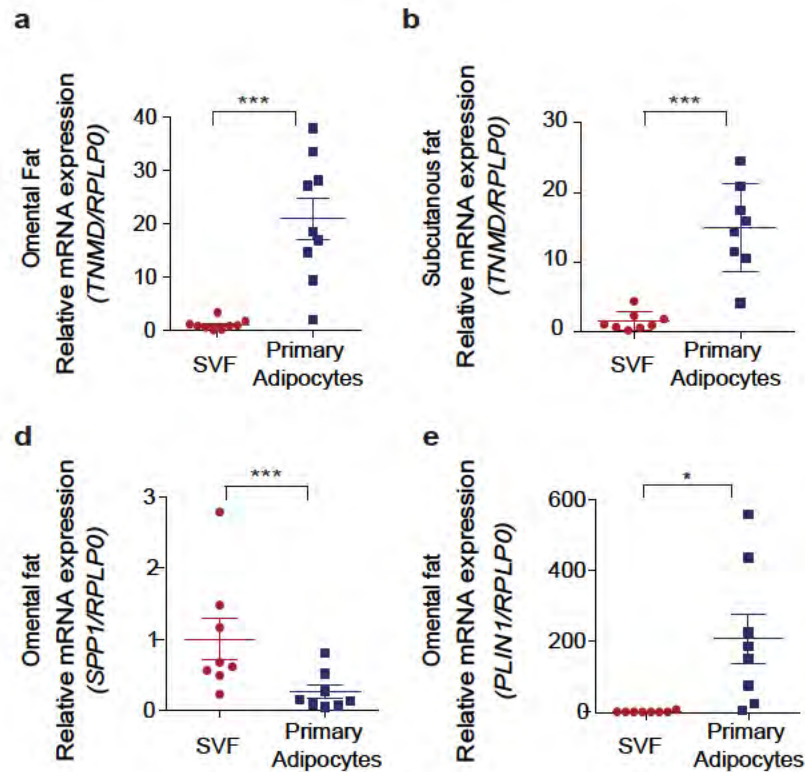 a
Omental Fat
Relative mRNA expression
(TNMD/RPLP0)
***
40
30
20
10
0
SVF
Primary
Adipocytes
b
Subcutanous fat
Relative mRNA expression
(TNMD/RPLP0)
***
30
20
10
0
SVF
Primary
Adipocytes
d
Omental fat
Relative mRNA expression
(SPP1/RPLP0)
***
3
2
1
0
SVF
Primary
Adipocytes
e
Omental fat
Relative mRNA expression
(PLIN1/RPLP0)
*
600
400
200
0
SVF
Primary
Adipocytes